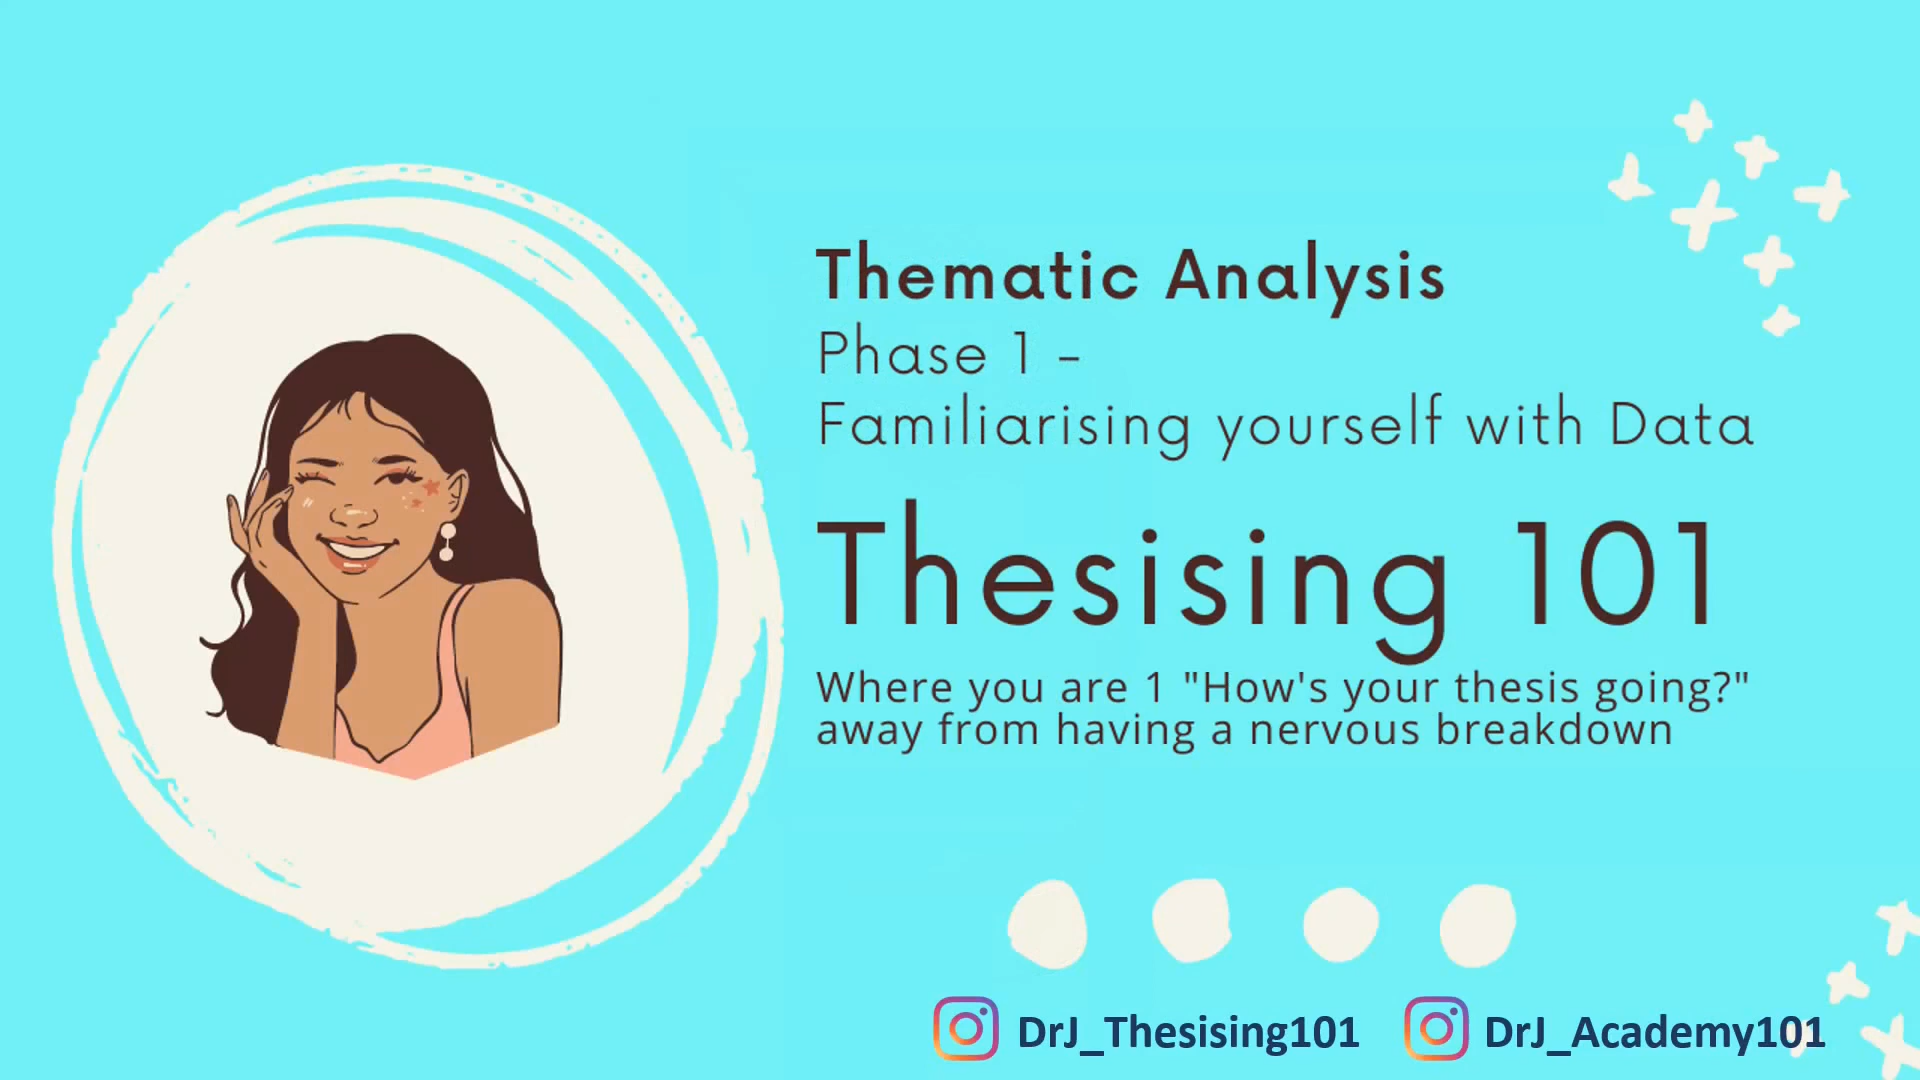 Thematic Analysis
Phase 1 -
Familiarising yourself with Data
Thesising 101
Where you are 1 "How's your thesis going?"
away from having a nervous breakdown
DrJ_Thesising101
DrJ_Academy101